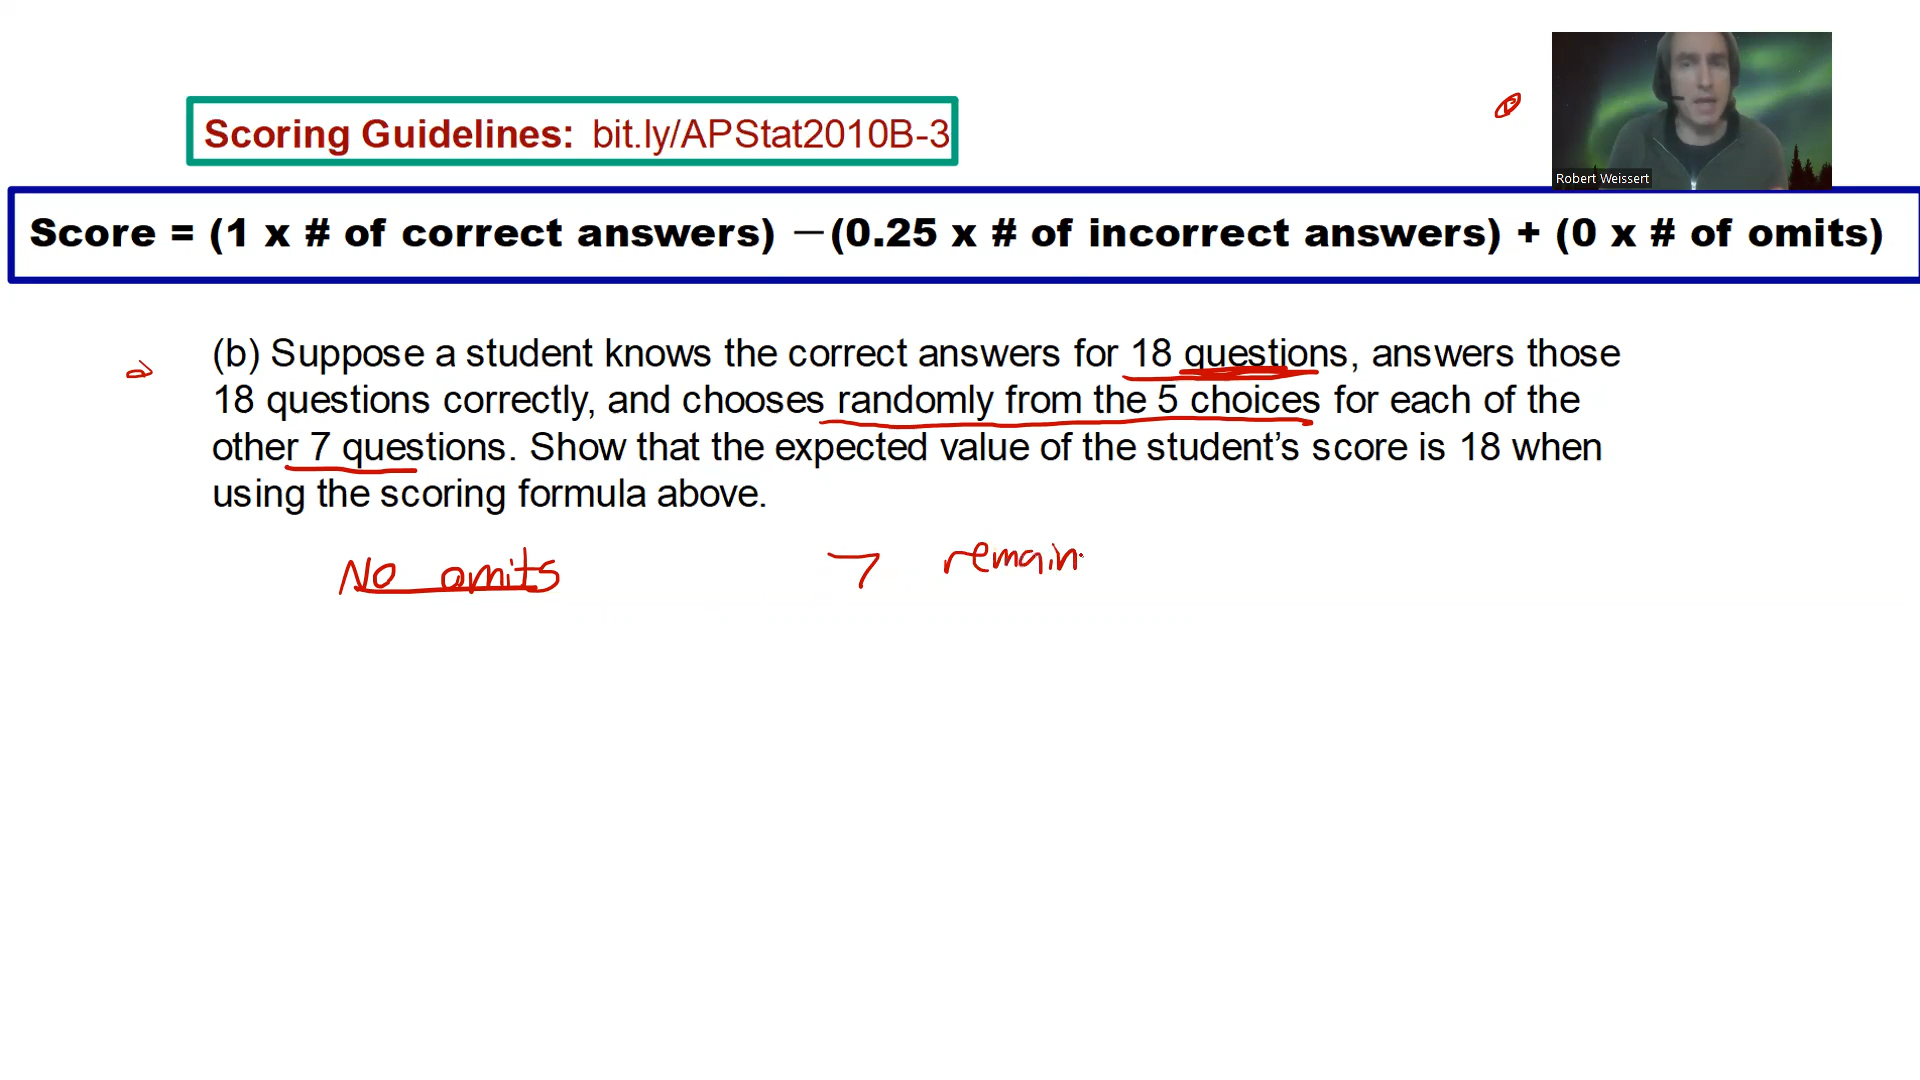 Scoring Guidelines: bit.ly/APStat2010B-3
Robert Weissert
Score = (1 x # of correct answers) – (0.25 x # of incorrect answers) + (0 x # of omits)
(b) Suppose a student knows the correct answers for 18 questions, answers those
18 questions correctly, and chooses randomly from the 5 choices for each of the
other 7 questions. Show that the expected value of the student’s score is 18 when
using the scoring formula above.
No omits 7 remain